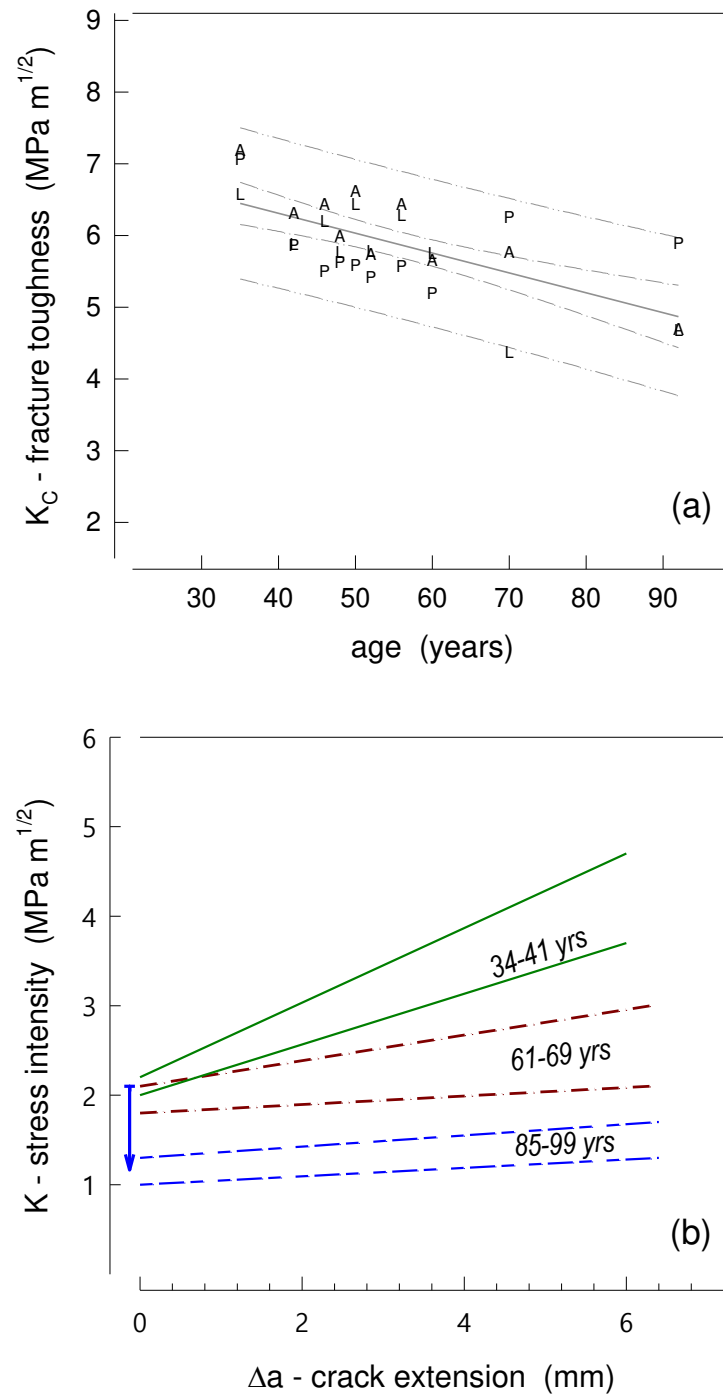 9
8
7
6
5
4
3
2
K_C - fracture toughness (MPa m^1/2)
A
P
L
A
L
P
A
L
P
A
L
P
A
L
P
L
A
P
A
L
P
L
A
P
P
A
L
P
A
L
(a)
30 40 50 60 70 80 90
age (years)
6
5
4
3
2
1
K - stress intensity (MPa m^1/2)
34-41 yrs
61-69 yrs
85-99 yrs
(b)
0 2 4 6
Δa - crack extension (mm)